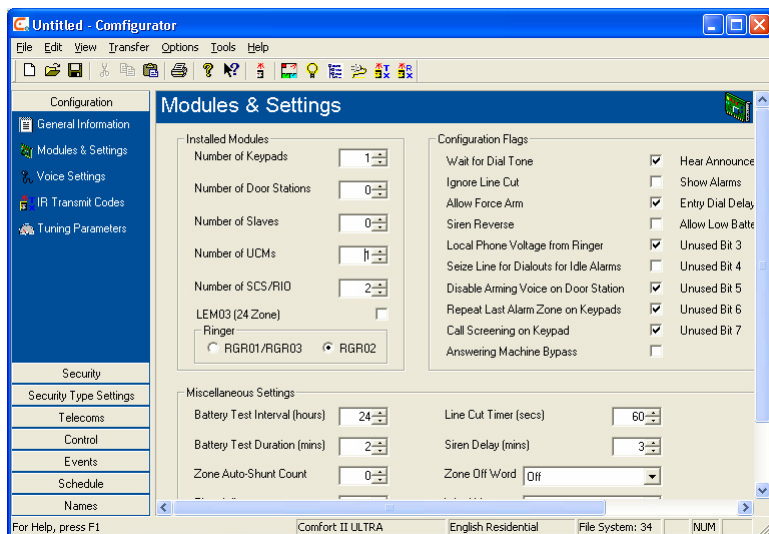 Untitled - Comfigurator
File Edit View Transfer Options Tools Help
Configuration
General Information
Modules & Settings
Voice Settings
IR Transmit Codes
Tuning Parameters
Security
Security Type Settings
Telecoms
Control
Events
Schedule
Names
Modules & Settings
Installed Modules
Number of Keypads 1
Number of Door Stations 0
Number of Slaves 0
Number of UCMs 1
Number of SCS/RIO 2
LEM03 (24 Zone)
Ringer
RGR01/RGR03 RGR02
Configuration Flags
Wait for Dial Tone Hear Announce
Ignore Line Cut Show Alarms
Allow Force Arm Entry Dial Delay
Siren Reverse Allow Low Batte
Local Phone Voltage from Ringer Unused Bit 3
Seize Line for Dialouts for Idle Alarms Unused Bit 4
Disable Arming Voice on Door Station Unused Bit 5
Repeat Last Alarm Zone on Keypads Unused Bit 6
Call Screening on Keypad Unused Bit 7
Answering Machine Bypass
Miscellaneous Settings
Battery Test Interval (hours) 24 Line Cut Timer (secs) 60
Battery Test Duration (mins) 2 Siren Delay (mins) 3
Zone Auto-Shunt Count 0 Zone Off Word Off
For Help, press F1 Comfort II ULTRA English Residential File System: 34 NUM